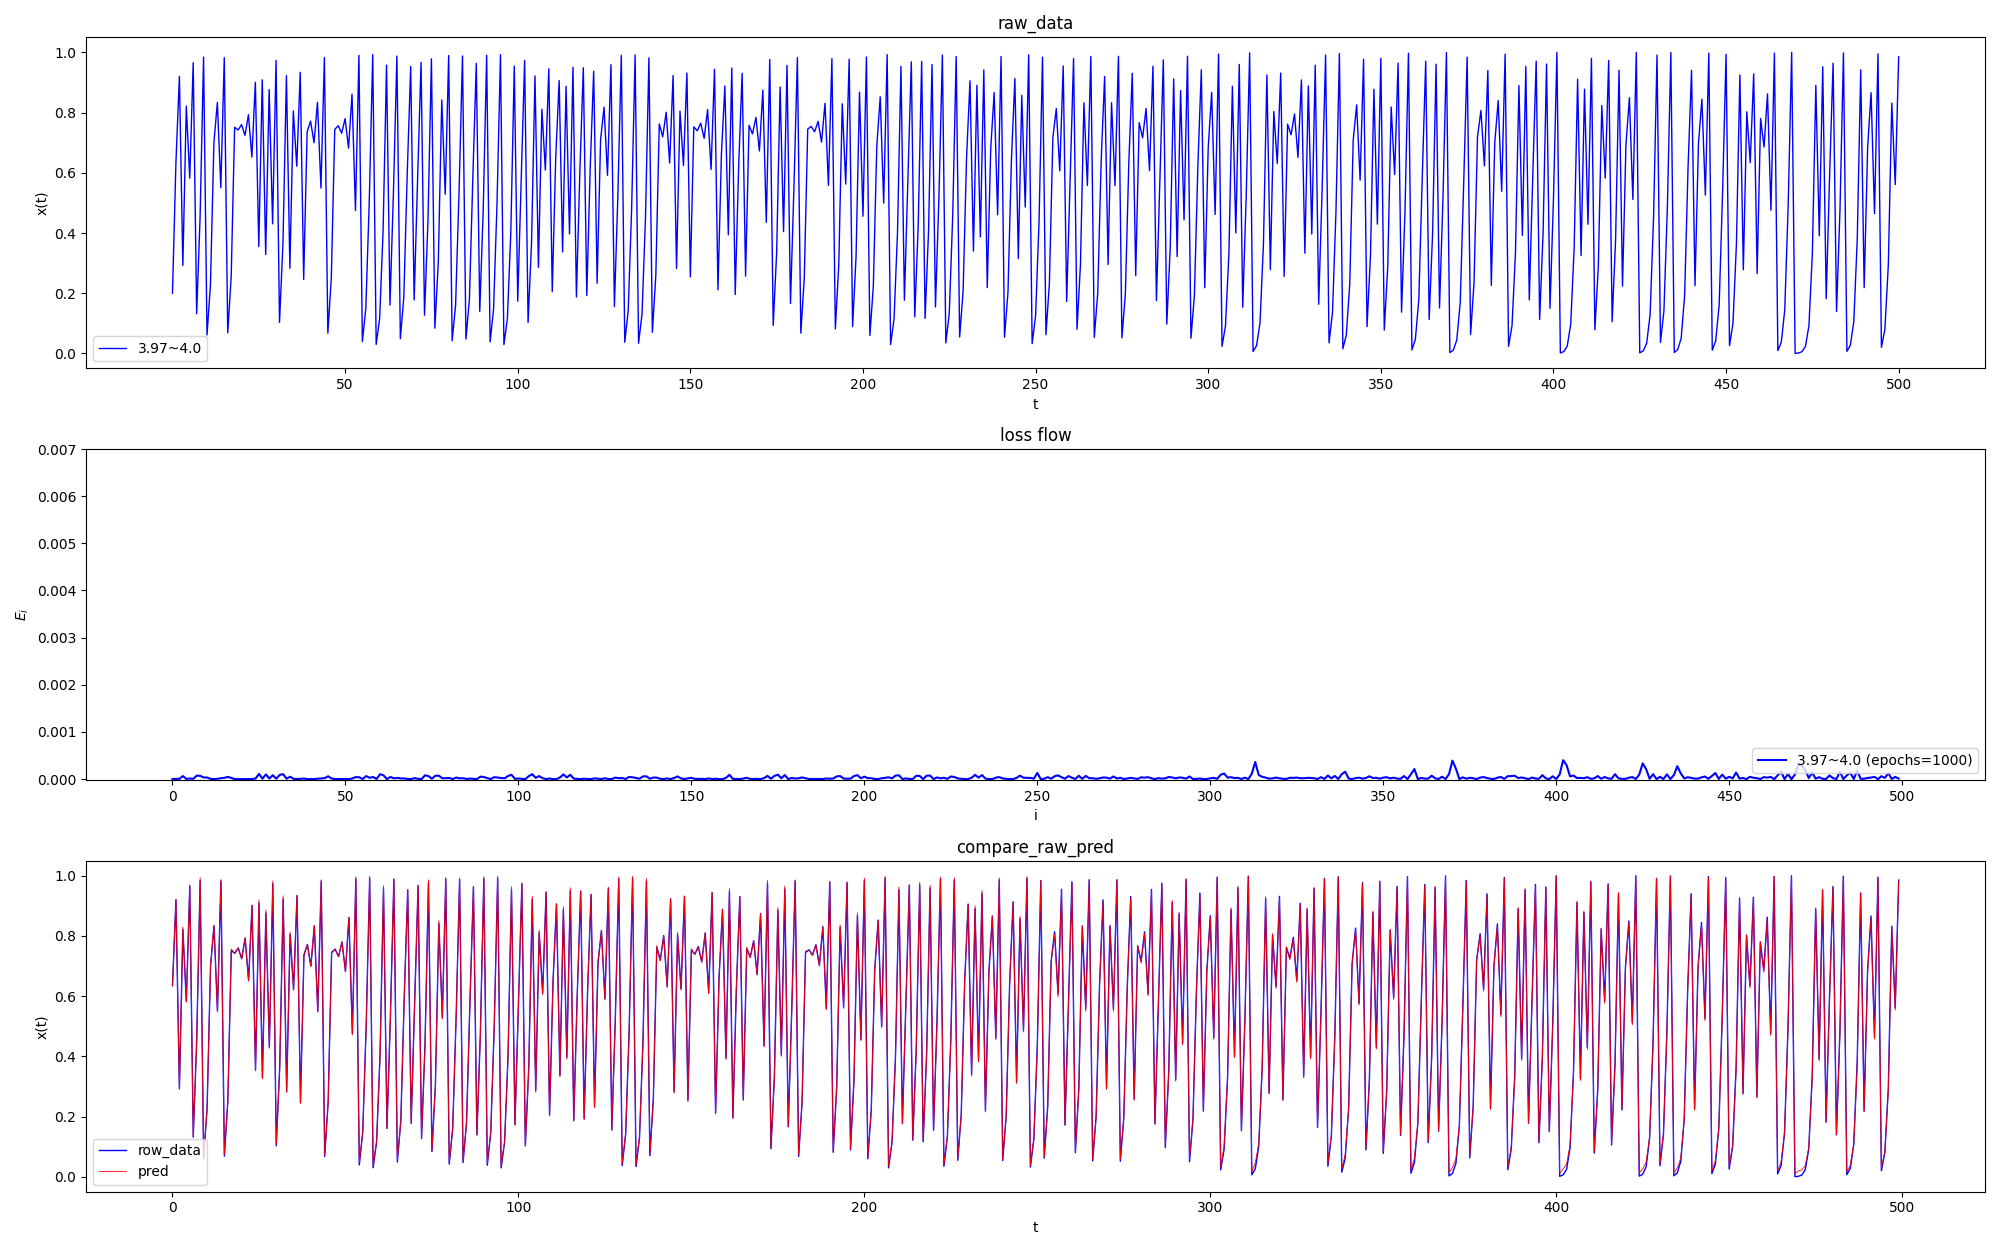 raw_data
1.0
0.8
0.6
0.4
0.2
0.0
x(t)
3.97~4.0
50 100 150 200 250 300 350 400 450 500
t
loss flow
0.007
0.006
0.005
0.004
0.003
0.002
0.001
0.000
E_i
3.97~4.0 (epochs=1000)
0 50 100 150 200 250 300 350 400 450 500
i
compare_raw_pred
1.0
0.8
0.6
0.4
0.2
0.0
x(t)
row_data
pred
0 100 200 300 400 500
t